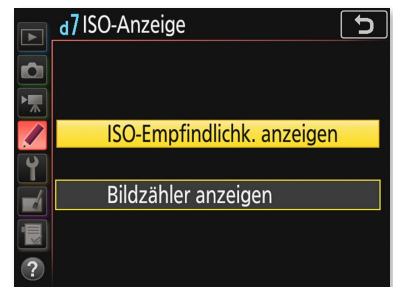 d7 ISO-Anzeige
ISO-Empfindlichk. anzeigen
Bildzähler anzeigen
?